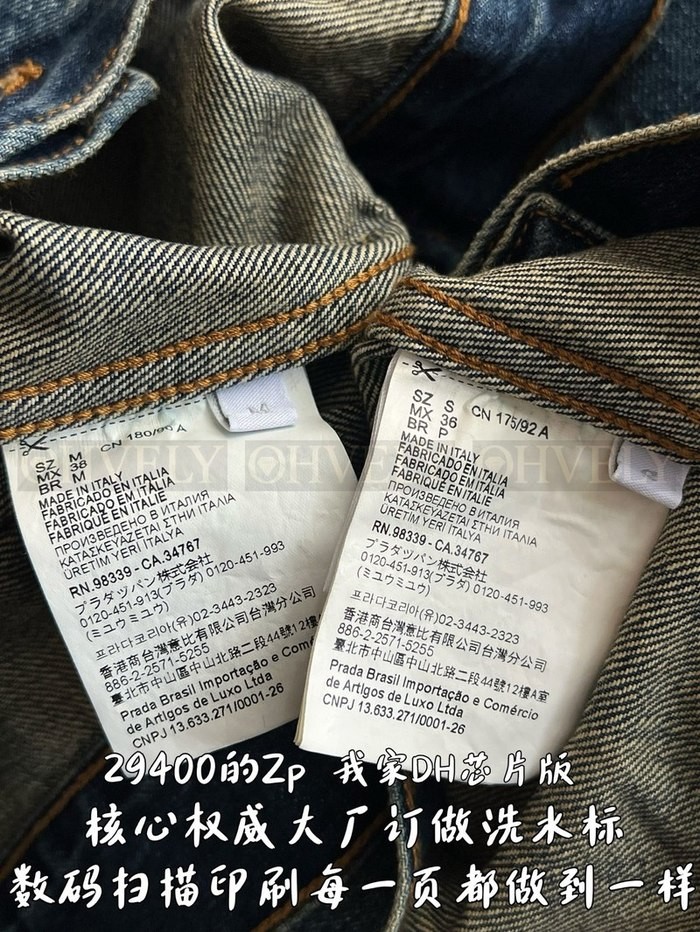 CN 180/96 A
SZ M
MX 38
BR M
MADE IN ITALY
FABRICADO EN ITALIA
FABRICADO EM ITÁLIA
FABRIQUÉ EN ITALIE
ПРОИЗВЕДЕНО В ИТАЛИЯ
ΚΑΤΑΣΚΕΥΑΖΕΤΑΙ ΣΤΗΝ ΙΤΑΛΙΑ
ÜRETIM YERI İTALYA
RN.98339 - CA.34767
プラダジャパン株式会社
0120-451-913(プラダ) 0120-451-993
(ミュウミュウ)
프라다코리아(유)02-3443-2323
香港商台灣意比有限公司台灣分公司
886-2-2571-5255
臺北市中山區中山北路二段44號12樓
Prada Brasil Importação e Comér
de Artigos de Luxo Ltda
CNPJ 13.633.271/0001-26
SZ S CN 175/92 A
MX 36
BR P
MADE IN ITALY
FABRICADO EN ITALIA
FABRICADO EM ITÁLIA
FABRIQUÉ EN ITALIE
ПРОИЗВЕДЕНО В ИТАЛИЯ
ΚΑΤΑΣΚΕΥΑΖΕΤΑΙ ΣΤΗΝ ΙΤΑΛΙΑ
ÜRETIM YERI İTALYA
RN.98339 - CA.34767
プラダジャパン株式会社
0120-451-913(プラダ) 0120-451-993
(ミュウミュウ)
프라다코리아(유)02-3443-2323
香港商台灣意比有限公司台灣分公司
886-2-2571-5255
臺北市中山區中山北路二段44號12樓A室
Prada Brasil Importação e Comércio
de Artigos de Luxo Ltda
CNPJ 13.633.271/0001-26
OHVELY OHVELY OHVELY
29400的Zp 我家DH芯片版
核心权威大厂订做洗水标
数码扫描印刷每一页都做到一样